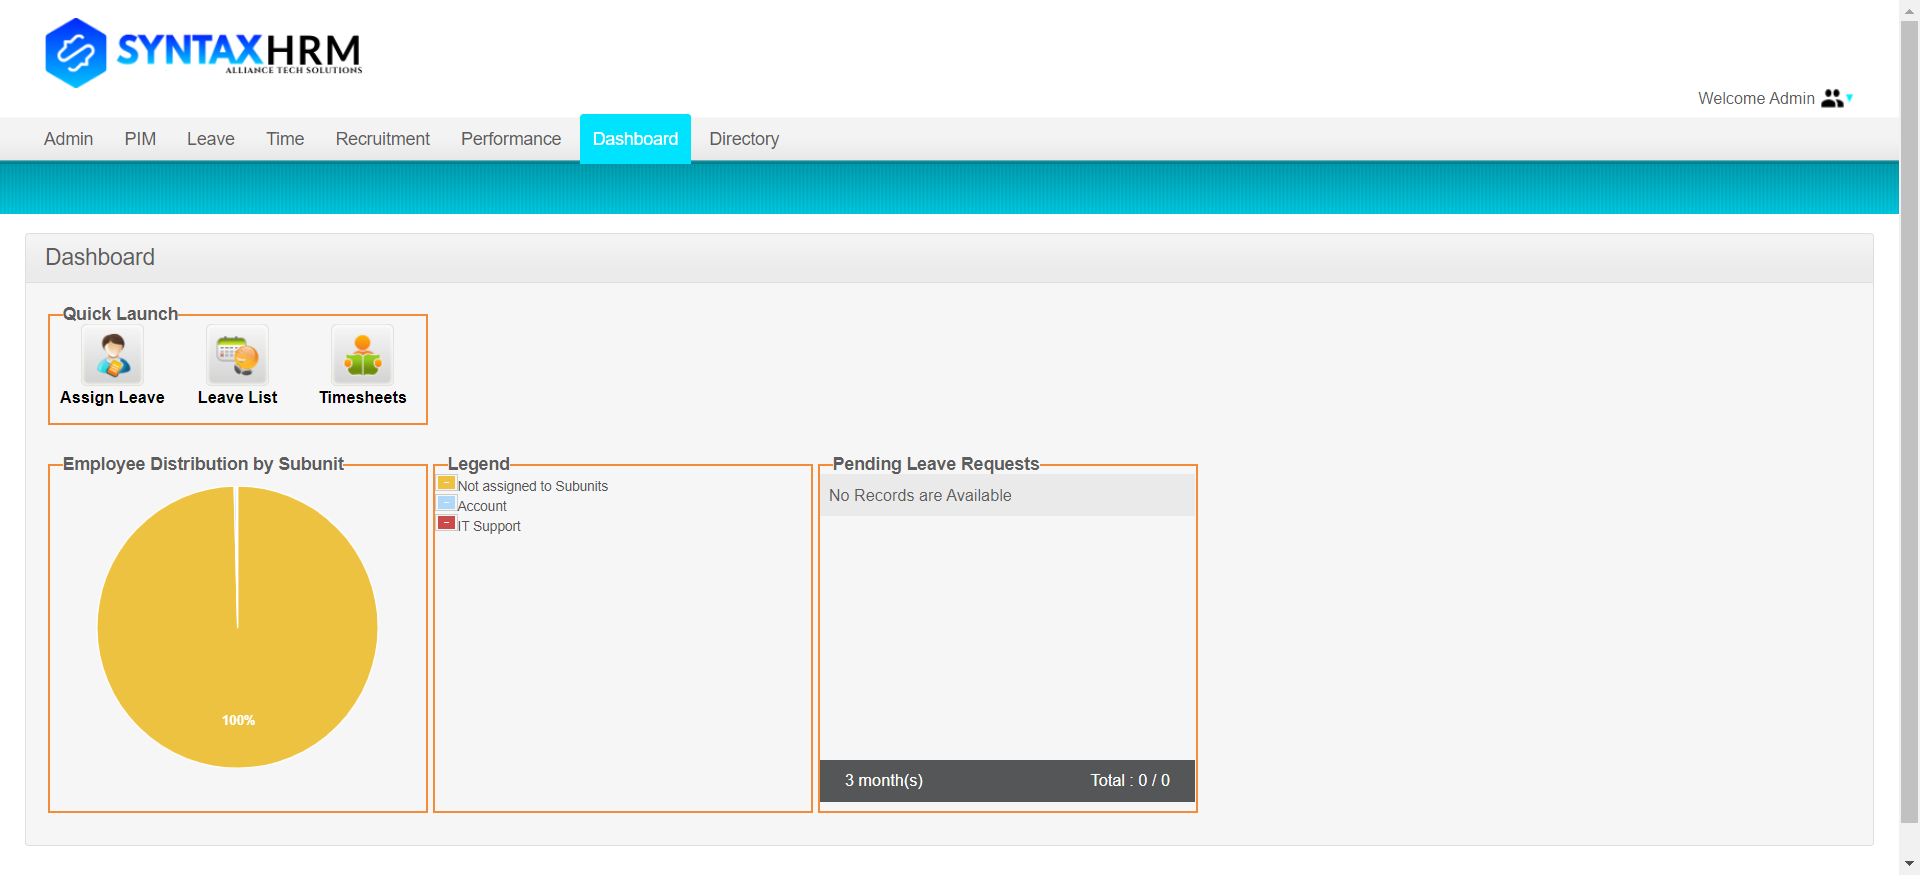 SYNTAXHRM
ALLIANCE TECH SOLUTIONS
Welcome Admin
Admin PIM Leave Time Recruitment Performance Dashboard Directory
Dashboard
Quick Launch
Assign Leave Leave List Timesheets
Employee Distribution by Subunit
100%
Legend
Not assigned to Subunits
Account
IT Support
Pending Leave Requests
No Records are Available
3 month(s) Total : 0 / 0